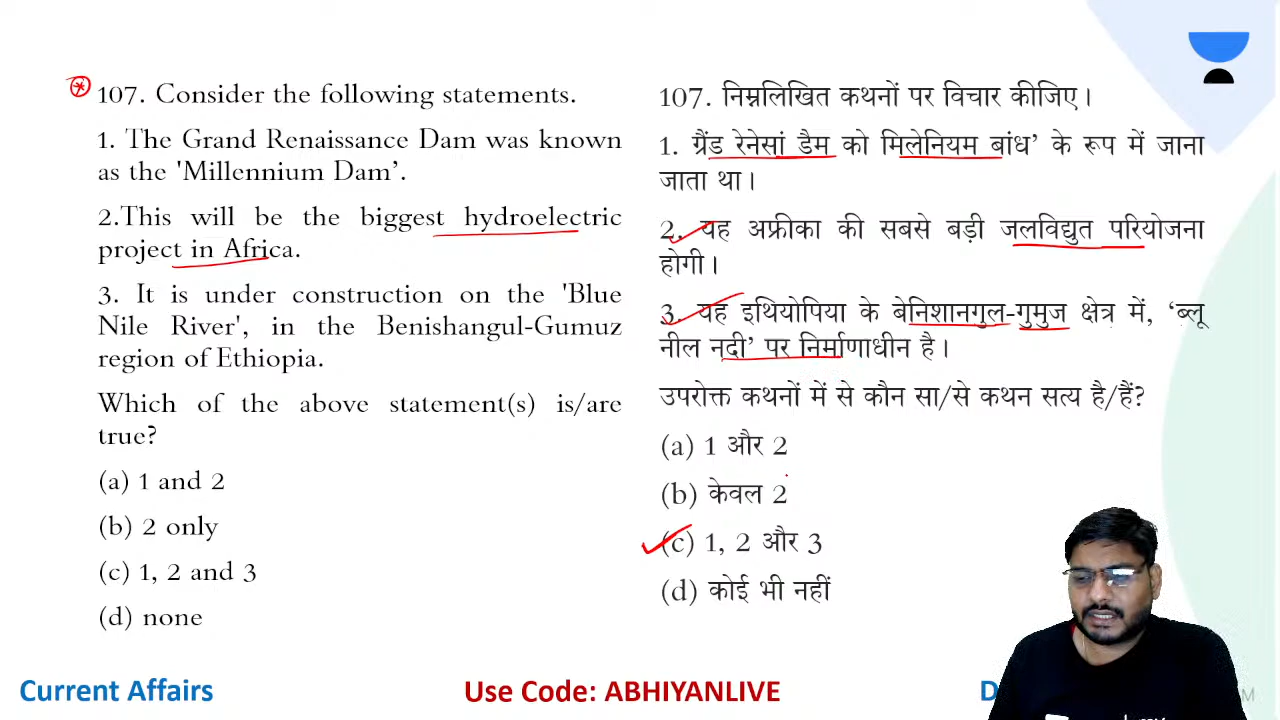 107. Consider the following statements.
1. The Grand Renaissance Dam was known
as the 'Millennium Dam’.
2.This will be the biggest hydroelectric
project in Africa.
3. It is under construction on the 'Blue
Nile River', in the Benishangul-Gumuz
region of Ethiopia.
Which of the above statement(s) is/are
true?
(a) 1 and 2
(b) 2 only
(c) 1, 2 and 3
(d) none
107. निम्नलिखित कथनों पर विचार कीजिए।
1. ग्रैंड रेनेसां डैम को मिलेनियम बांध’ के रूप में जाना
जाता था।
2. यह अफ्रीका की सबसे बड़ी जलविद्युत परियोजना
होगी।
3. यह इथियोपिया के बेनिशानगुल-गुमुज क्षेत्र में, ‘ब्लू
नील नदी’ पर निर्माणाधीन है।
उपरोक्त कथनों में से कौन सा/से कथन सत्य है/हैं?
(a) 1 और 2
(b) केवल 2
(c) 1, 2 और 3
(d) कोई भी नहीं
Current Affairs
Use Code: ABHIYANLIVE